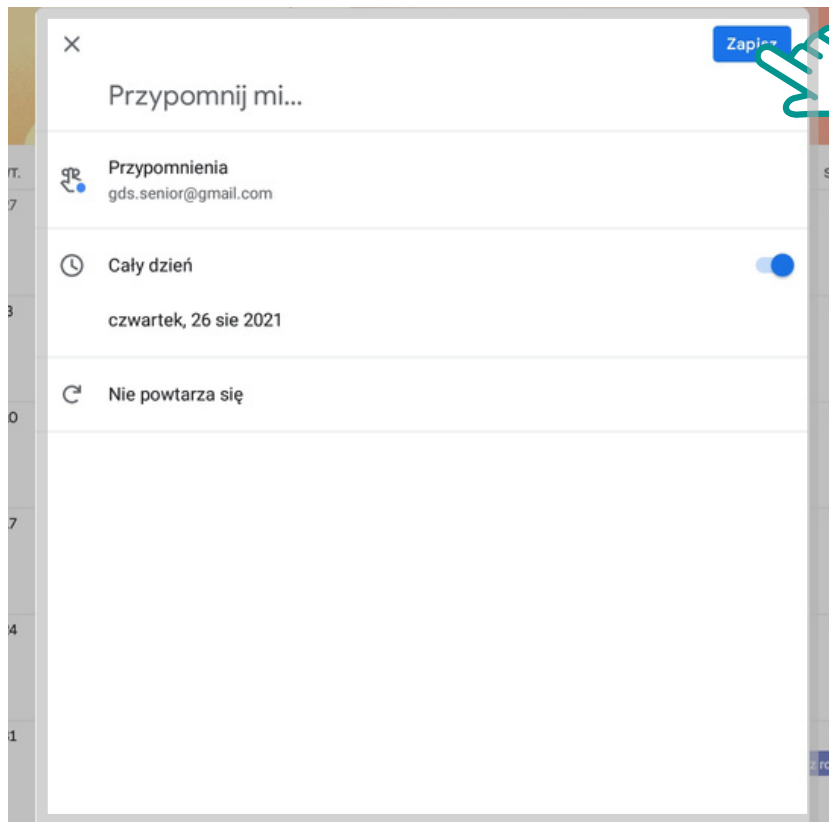 Zapisz
Przypomnij mi...
Przypomnienia
gds.senior@gmail.com
Cały dzień
czwartek, 26 sie 2021
Nie powtarza się